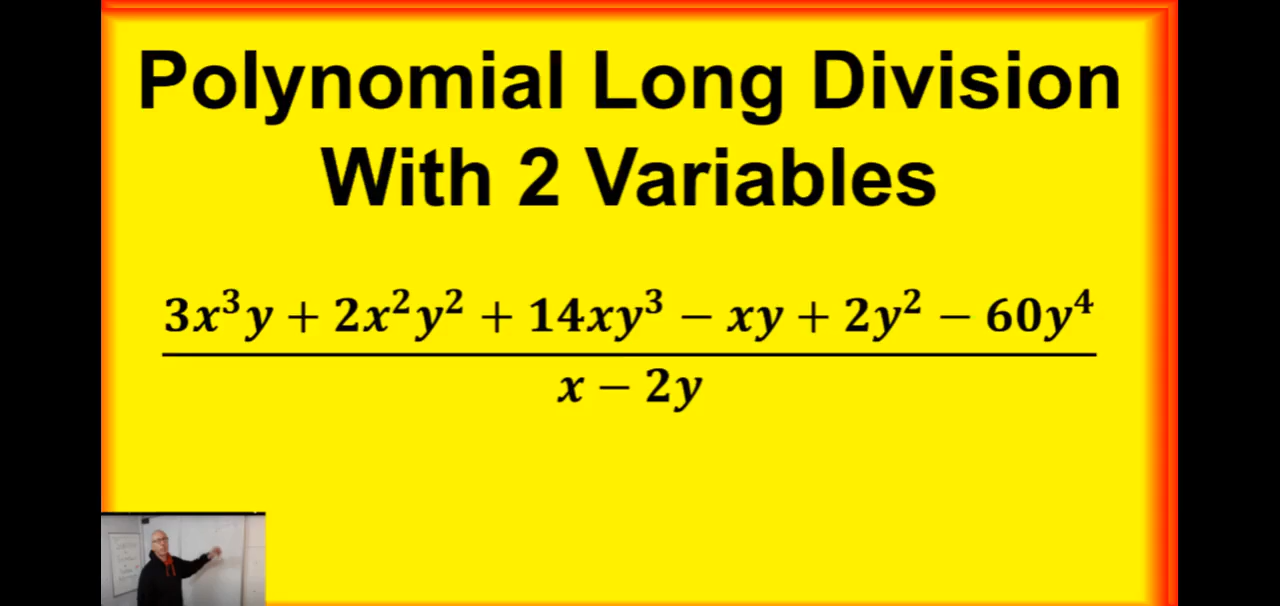 Polynomial Long Division
With 2 Variables
3x³y + 2x²y² + 14xy³ − xy + 2y² − 60y⁴
x − 2y